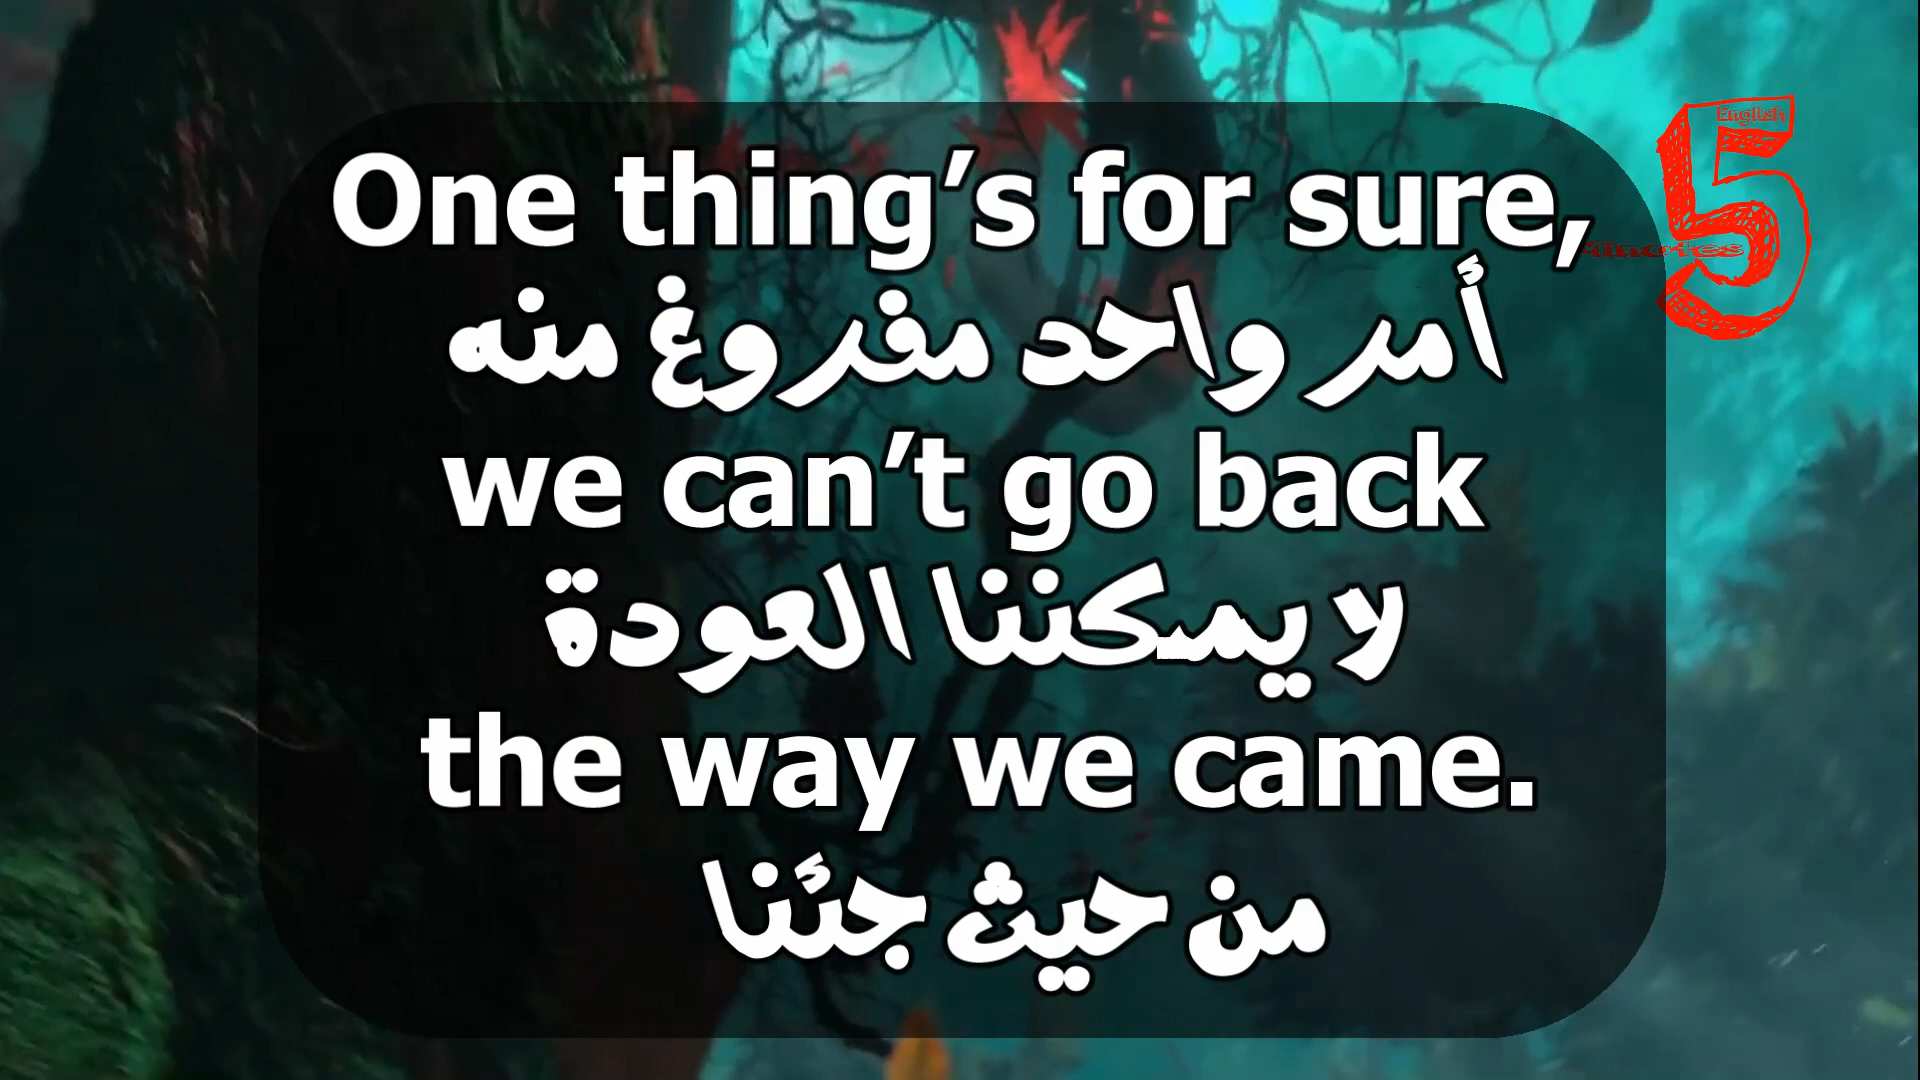 One thing’s for sure,
أمر واحد مفروغ منه
we can’t go back
لا يمكننا العودة
the way we came.
من حيث جئنا
English
5
Minutes